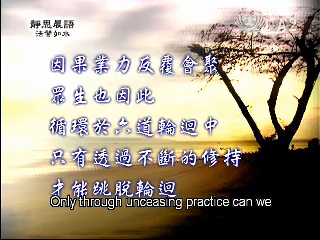 靜思晨語
法譬如水
因果業力反覆會聚
眾生也因此
循環於六道輪迴中
只有透過不斷的修持
才能跳脫輪迴
Only through unceasing practice can we